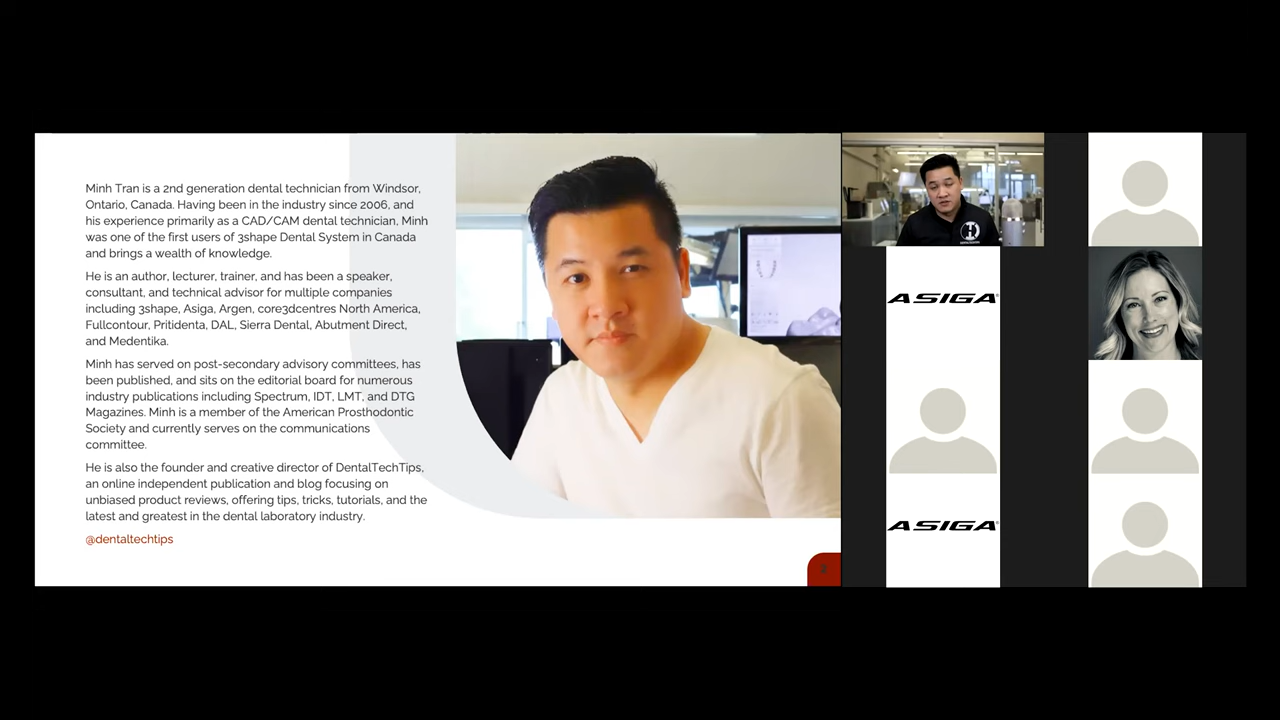 Minh Tran is a 2nd generation dental technician from Windsor,
Ontario, Canada. Having been in the industry since 2006, and
his experience primarily as a CAD/CAM dental technician, Minh
was one of the first users of 3shape Dental System in Canada
and brings a wealth of knowledge.
He is an author, lecturer, trainer, and has been a speaker,
consultant, and technical advisor for multiple companies
including 3shape, Asiga, Argen, core3dcentres North America,
Fullcontour, Pritidenta, DAL, Sierra Dental, Abutment Direct,
and Medentika.
Minh has served on post-secondary advisory committees, has
been published, and sits on the editorial board for numerous
industry publications including Spectrum, IDT, LMT, and DTG
Magazines. Minh is a member of the American Prosthodontic
Society and currently serves on the communications
committee.
He is also the founder and creative director of DentalTechTips,
an online independent publication and blog focusing on
unbiased product reviews, offering tips, tricks, tutorials, and the
latest and greatest in the dental laboratory industry.
@dentaltechtips
ASIGA®
ASIGA®